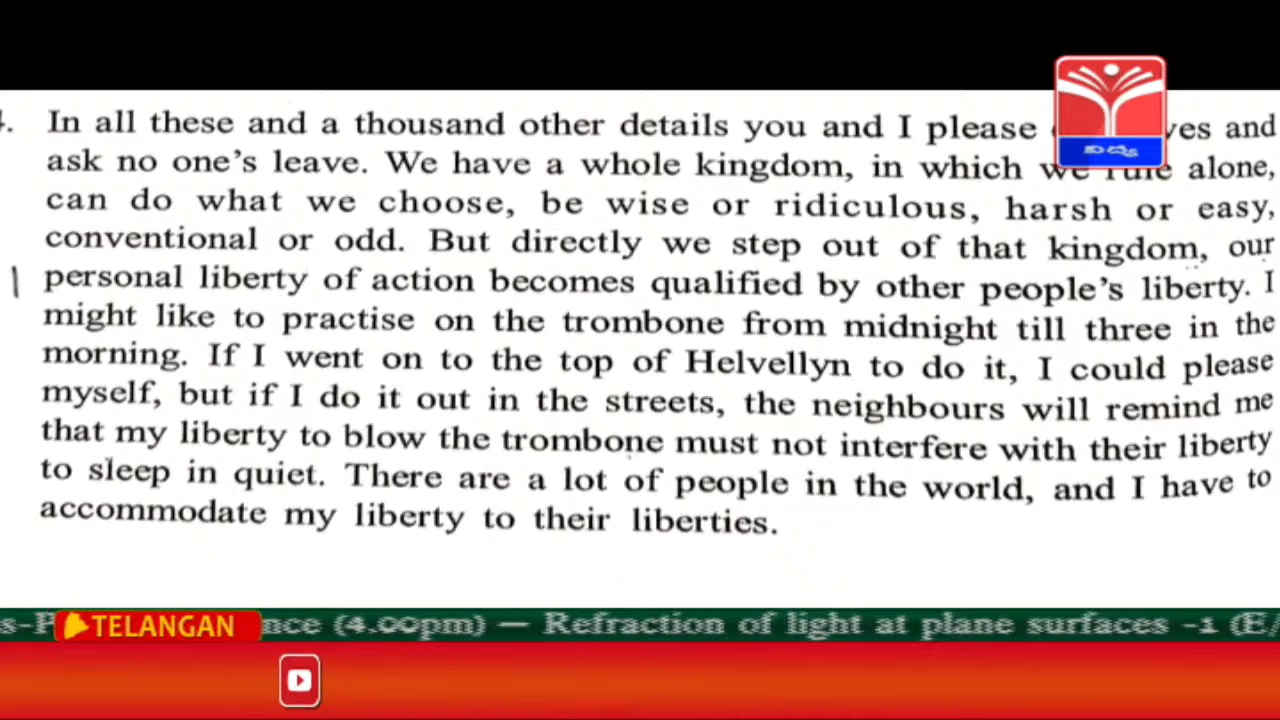 4. In all these and a thousand other details you and I please and
ask no one's leave. We have a whole kingdom, in which we rule alone,
can do what we choose, be wise or ridiculous, harsh or easy,
conventional or odd. But directly we step out of that kingdom, our
personal liberty of action becomes qualified by other people's liberty. I
might like to practise on the trombone from midnight till three in the
morning. If I went on to the top of Helvellyn to do it, I could please
myself, but if I do it out in the streets, the neighbours will remind me
that my liberty to blow the trombone must not interfere with their liberty
to sleep in quiet. There are a lot of people in the world, and I have to
accommodate my liberty to their liberties.
విద్య
TELANGAN
(4.00pm) — Refraction of light at plane surfaces -1 (E/